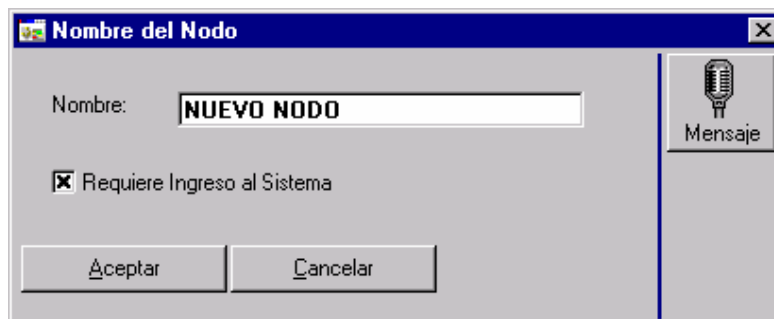 Nombre del Nodo
Nombre: NUEVO NODO
Mensaje
Requiere Ingreso al Sistema
Aceptar Cancelar